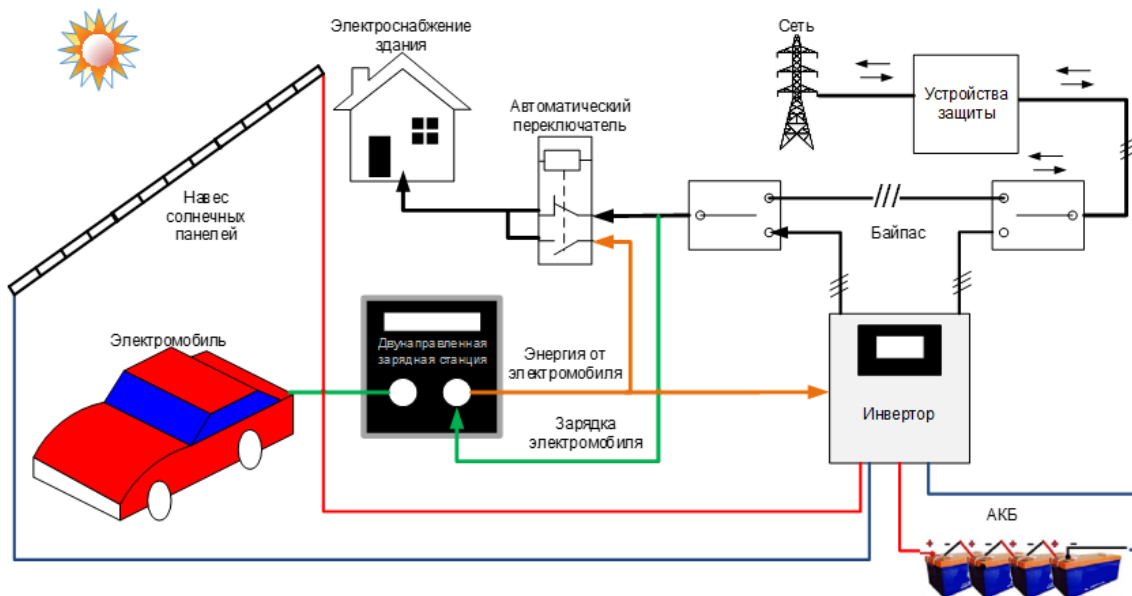 Электроснабжение
здания
Сеть
Автоматический
переключатель
Устройства
защиты
Навес
солнечных
панелей
Байпас
Электромобиль
Двунаправленная
зарядная станция
Энергия от
электромобиля
Инвертор
Зарядка
электромобиля
АКБ
+ - + - + - + -